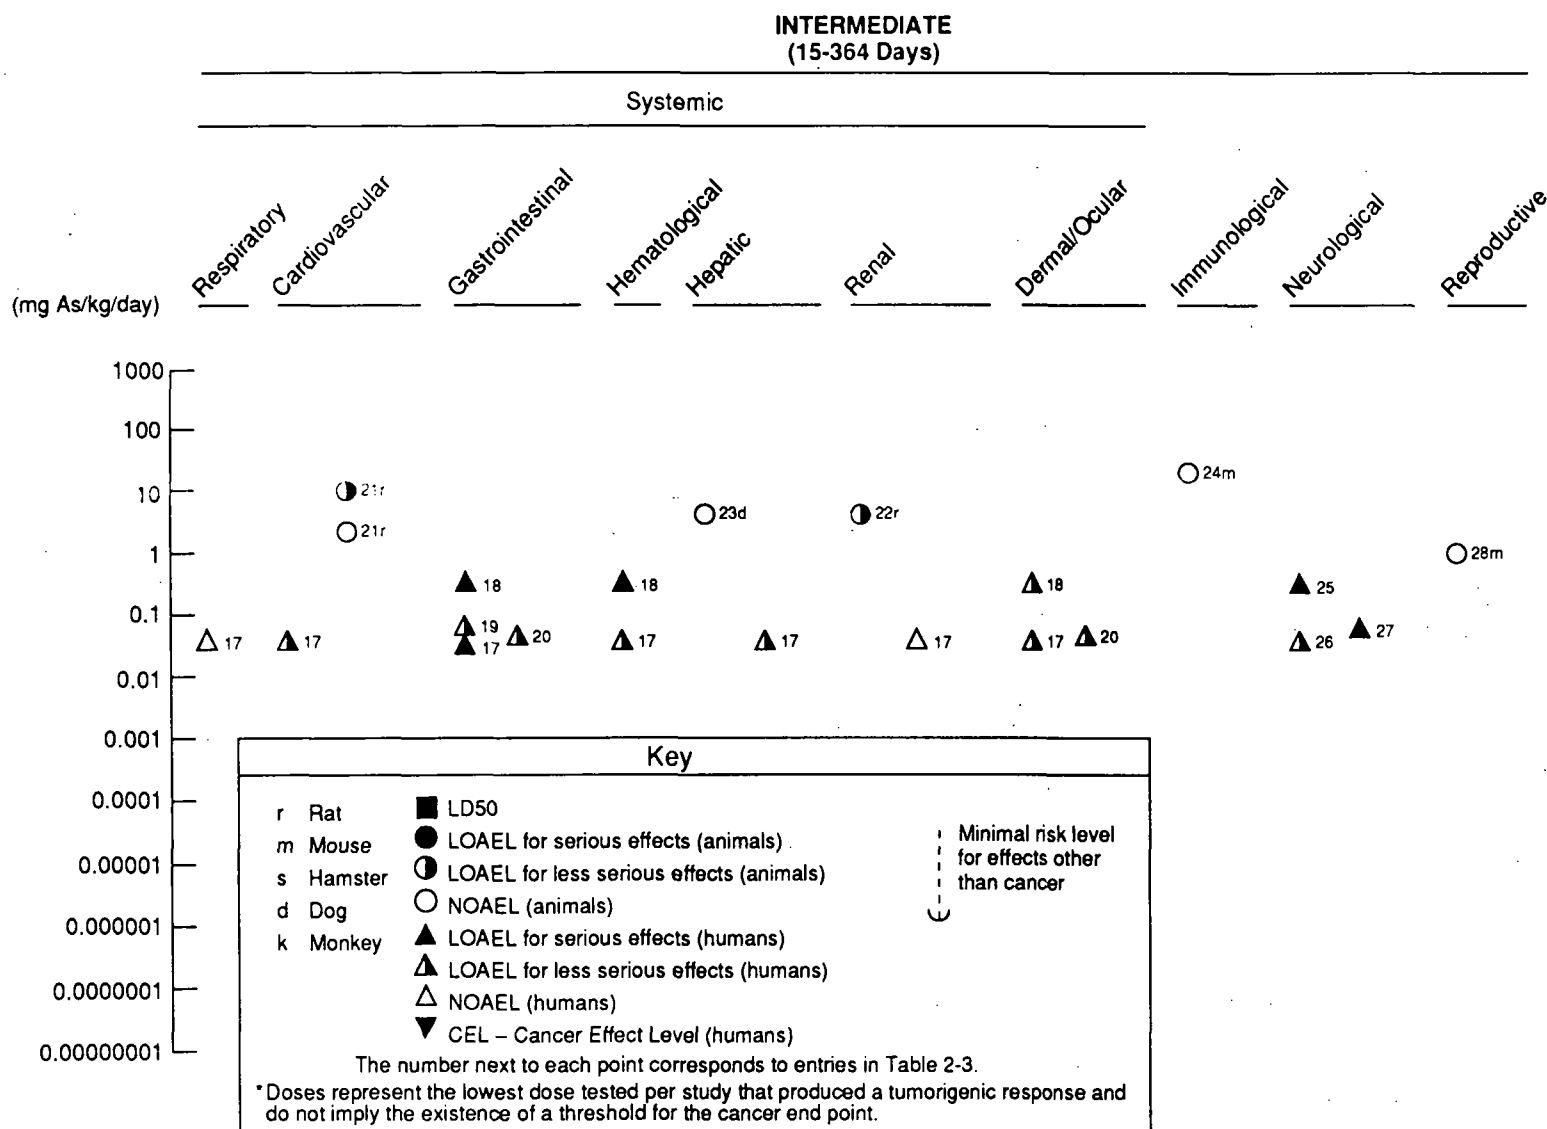 INTERMEDIATE
(15-364 Days)
Systemic
Respiratory
Cardiovascular
Gastrointestinal
Hematological
Hepatic
Renal
Dermal/Ocular
Immunological
Neurological
Reproductive
(mg As/kg/day)
1000
100
10
1
0.1
0.01
0.001
0.0001
0.00001
0.000001
0.0000001
0.00000001
21r
21r
23d
22r
24m
28m
18
18
18
25
17
17
19
17
20
17
17
17
17
20
26
27
Key
r Rat
m Mouse
s Hamster
d Dog
k Monkey
LD50
LOAEL for serious effects (animals)
LOAEL for less serious effects (animals)
NOAEL (animals)
LOAEL for serious effects (humans)
LOAEL for less serious effects (humans)
NOAEL (humans)
CEL – Cancer Effect Level (humans)
Minimal risk level
for effects other
than cancer
The number next to each point corresponds to entries in Table 2-3.
*Doses represent the lowest dose tested per study that produced a tumorigenic response and
do not imply the existence of a threshold for the cancer end point.